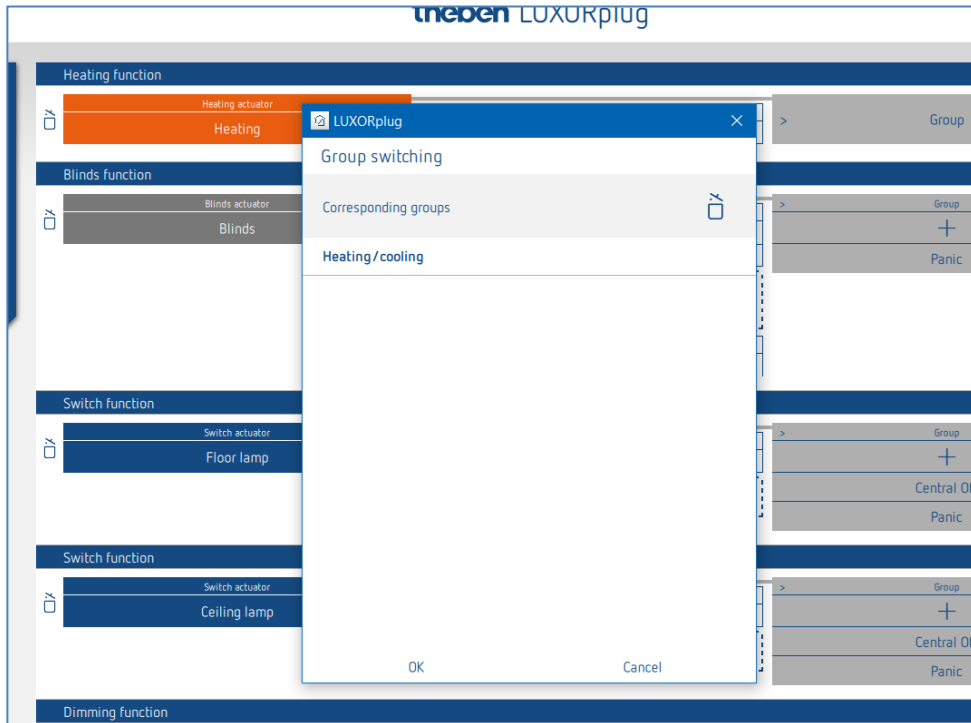 theben LUXORplug
Heating function
Heating actuator
Heating
> Group
Blinds function
Blinds actuator
Blinds
> Group
+
Panic
Switch function
Switch actuator
Floor lamp
> Group
+
Central
Panic
Switch function
Switch actuator
Ceiling lamp
> Group
+
Central
Panic
Dimming function
LUXORplug
Group switching
Corresponding groups
Heating/cooling
OK
Cancel